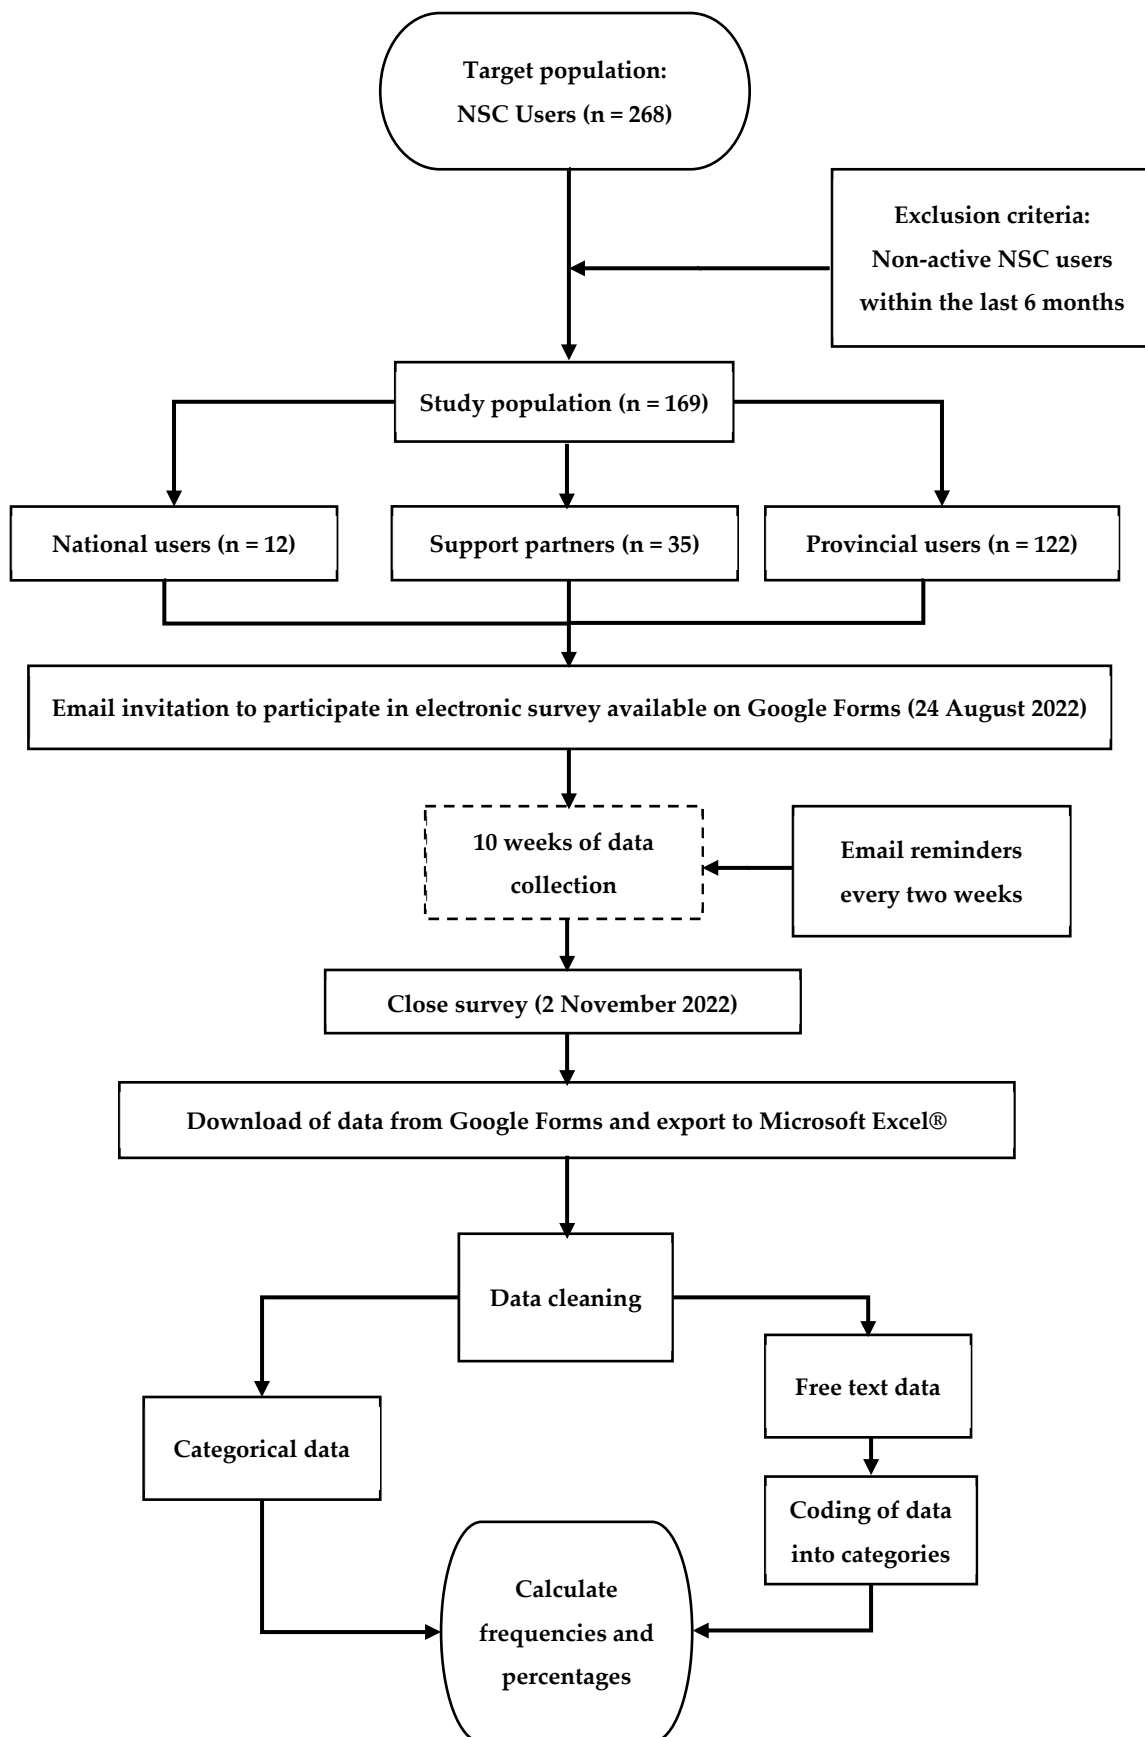 Target population:
NSC Users (n = 268)
Exclusion criteria:
Non-active NSC users
within the last 6 months
Study population (n = 169)
National users (n = 12)
Support partners (n = 35)
Provincial users (n = 122)
Email invitation to participate in electronic survey available on Google Forms (24 August 2022)
10 weeks of data
collection
Email reminders
every two weeks
Close survey (2 November 2022)
Download of data from Google Forms and export to Microsoft Excel®
Data cleaning
Free text data
Categorical data
Coding of data
into categories
Calculate
frequencies and
percentages